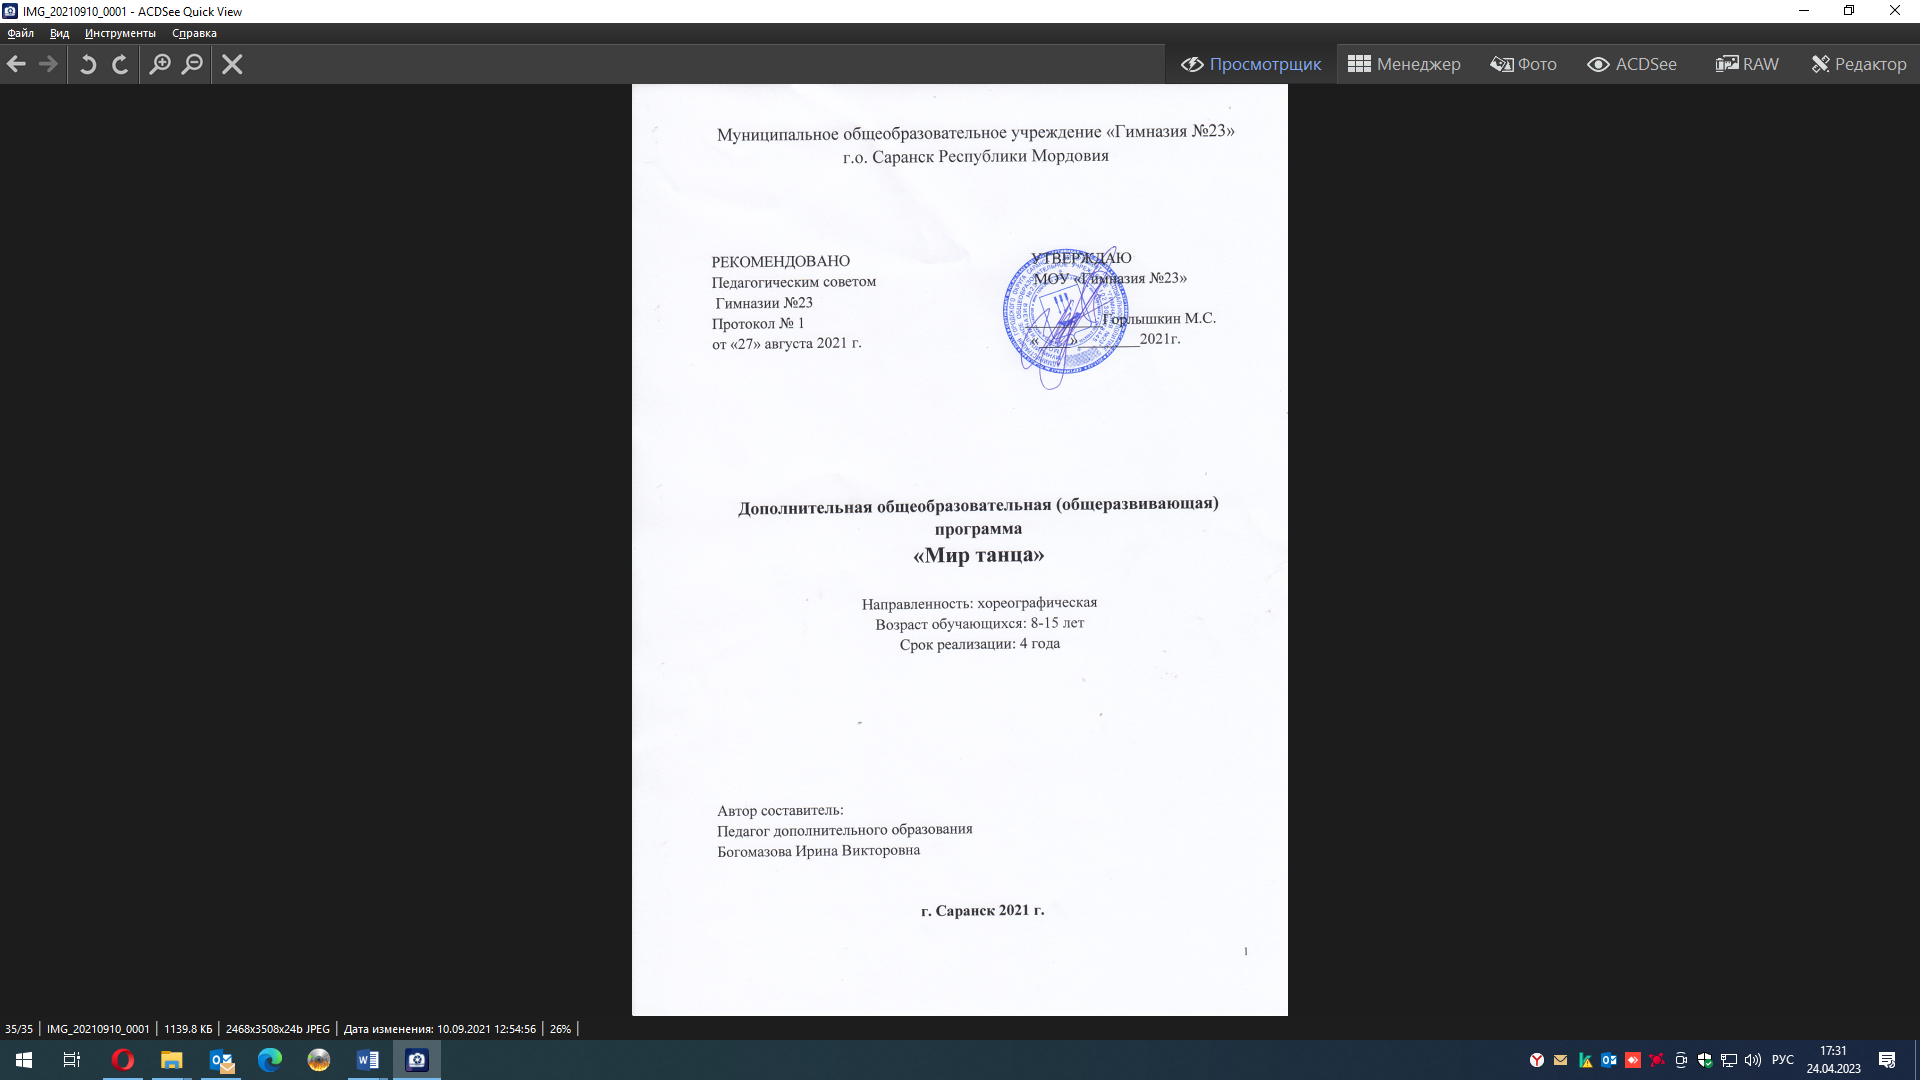 IMG_20210910_0001 - ACDSee Quick View
Файл Вид Инструменты Справка
Просмотрщик Менеджер Фото ACDSee RAW Редактор
Муниципальное общеобразовательное учреждение «Гимназия №23»
г.о. Саранск Республики Мордовия
РЕКОМЕНДОВАНО
Педагогическим советом
Гимназии №23
Протокол № 1
от «27» августа 2021 г.
УТВЕРЖДАЮ
МОУ «Гимназия №23»
Горлышкин М.С.
«____»________2021г.
Дополнительная общеобразовательная (общеразвивающая)
программа
«Мир танца»
Направленность: хореографическая
Возраст обучающихся: 8-15 лет
Срок реализации: 4 года
Автор составитель:
Педагог дополнительного образования
Богомазова Ирина Викторовна
г. Саранск 2021 г.
1
35/35 IMG_20210910_0001 1139.8 КБ 2468x3508x24b JPEG Дата изменения: 10.09.2021 12:54:56 26%
РУС 17:31
24.04.2023